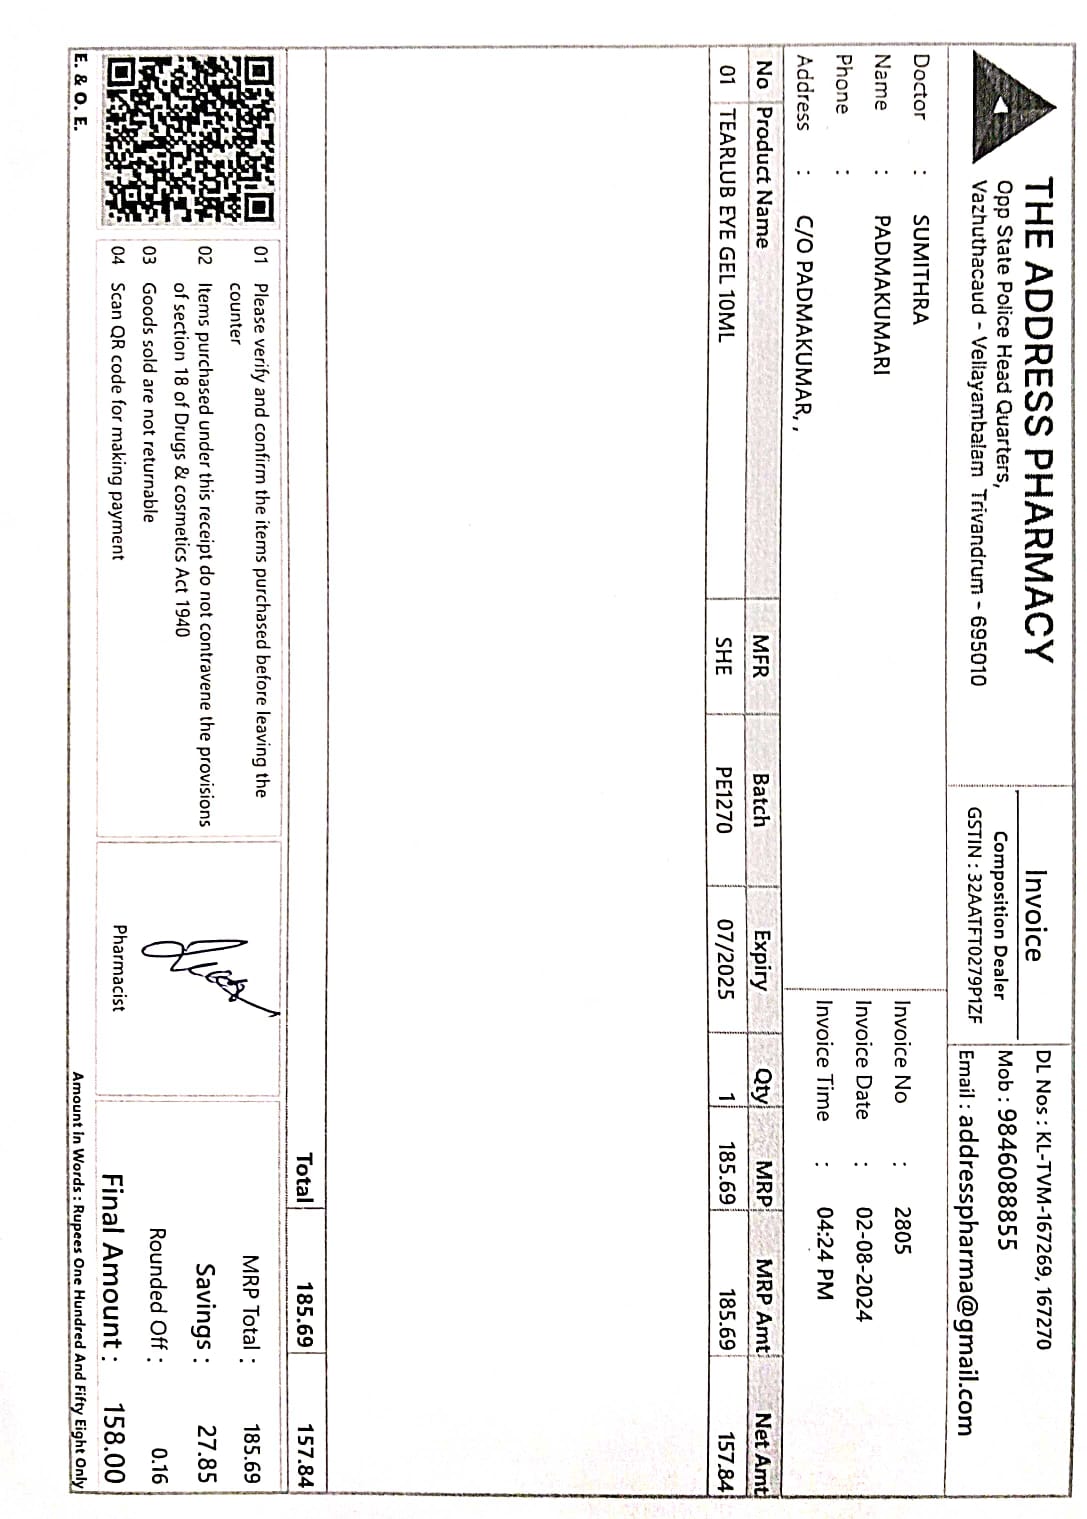 THE ADDRESS PHARMACY
Opp State Police Head Quarters,
Vazhuthacaud - Vellayambalam Trivandrum - 695010
Invoice
Composition Dealer
GSTIN : 32AATFT0279P1ZF
DL Nos : KL-TVM-167269, 167270
Mob : 9846088855
Email : addresspharma@gmail.com
Doctor : SUMITHRA
Name : PADMAKUMARI
Phone :
Address : C/O PADMAKUMAR, ,
Invoice No : 2805
Invoice Date : 02-08-2024
Invoice Time : 04:24 PM
No Product Name MFR Batch Expiry Qty MRP MRP Amt Net Amt
01 TEARLUB EYE GEL 10ML SHE PE1270 07/2025 1 185.69 185.69 157.84
Total 185.69 157.84
01 Please verify and confirm the items purchased before leaving the
counter
02 Items purchased under this receipt do not contravene the provisions
of section 18 of Drugs & cosmetics Act 1940
03 Goods sold are not returnable
04 Scan QR code for making payment
Pharmacist
MRP Total : 185.69
Savings : 27.85
Rounded Off : 0.16
Final Amount : 158.00
E. & O. E.
Amount in Words : Rupees One Hundred And Fifty Eight Only